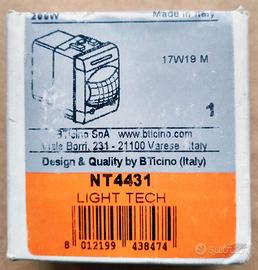 200W
Made in Italy
17W19 M
1
BTicino SpA www.bticino.com
Viale Borri, 231 - 21100 Varese - Italy
Design & Quality by BTicino (Italy)
NT4431
LIGHT TECH
8 012199 438474
subito